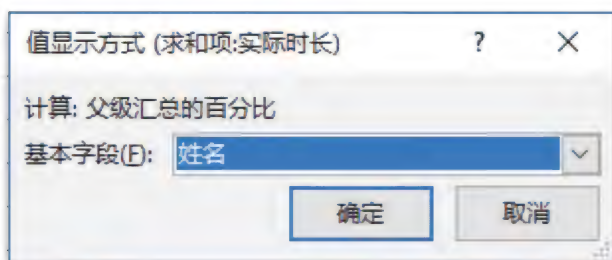 值显示方式 (求和项:实际时长) ? ×
计算: 父级汇总的百分比
基本字段(F): 姓名
确定 取消